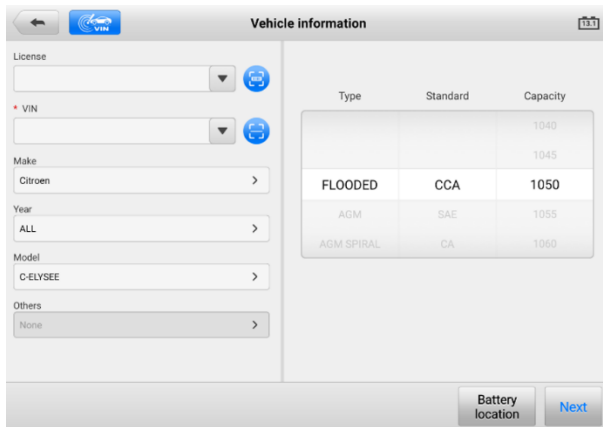 VIN
Vehicle information
13.1
License
* VIN
Make
Citroen
Year
ALL
Model
C-ELYSEE
Others
None
Type Standard Capacity
1040
1045
FLOODED CCA 1050
AGM SAE 1055
AGM SPIRAL CA 1060
Battery
location
Next